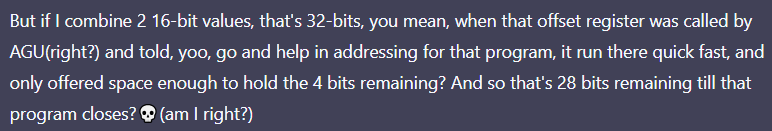 But if I combine 2 16-bit values, that's 32-bits, you mean, when that offset register was called by
AGU(right?) and told, yoo, go and help in addressing for that program, it run there quick fast, and
only offered space enough to hold the 4 bits remaining? And so that's 28 bits remaining till that
program closes?💀(am I right?)